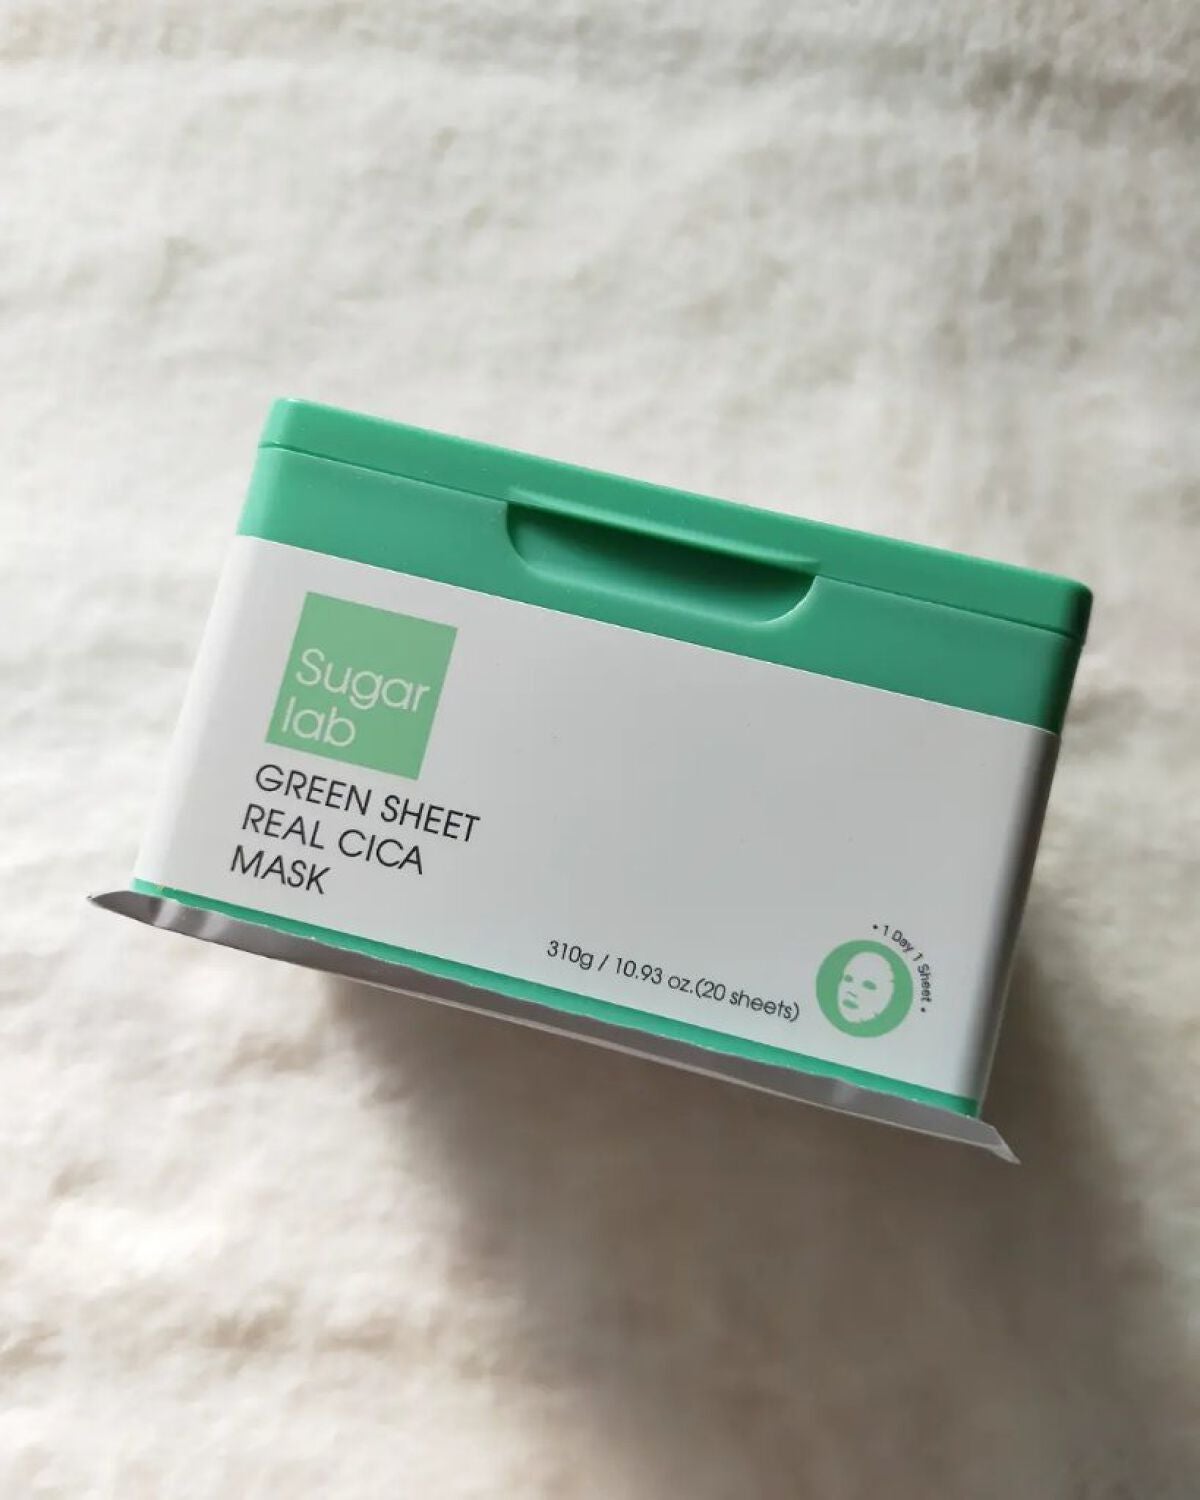 Sugar
lab
GREEN SHEET
REAL CICA
MASK
310g / 10.93 oz.(20 sheets)
• 1 Day 1 Sheet •